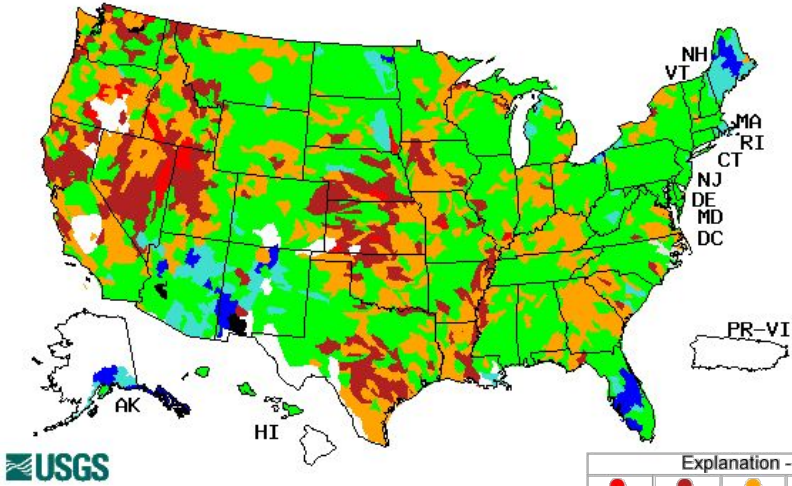 NH
VT
MA
RI
CT
NJ
DE
MD
DC
PR-VI
AK
HI
USGS
Explanation -